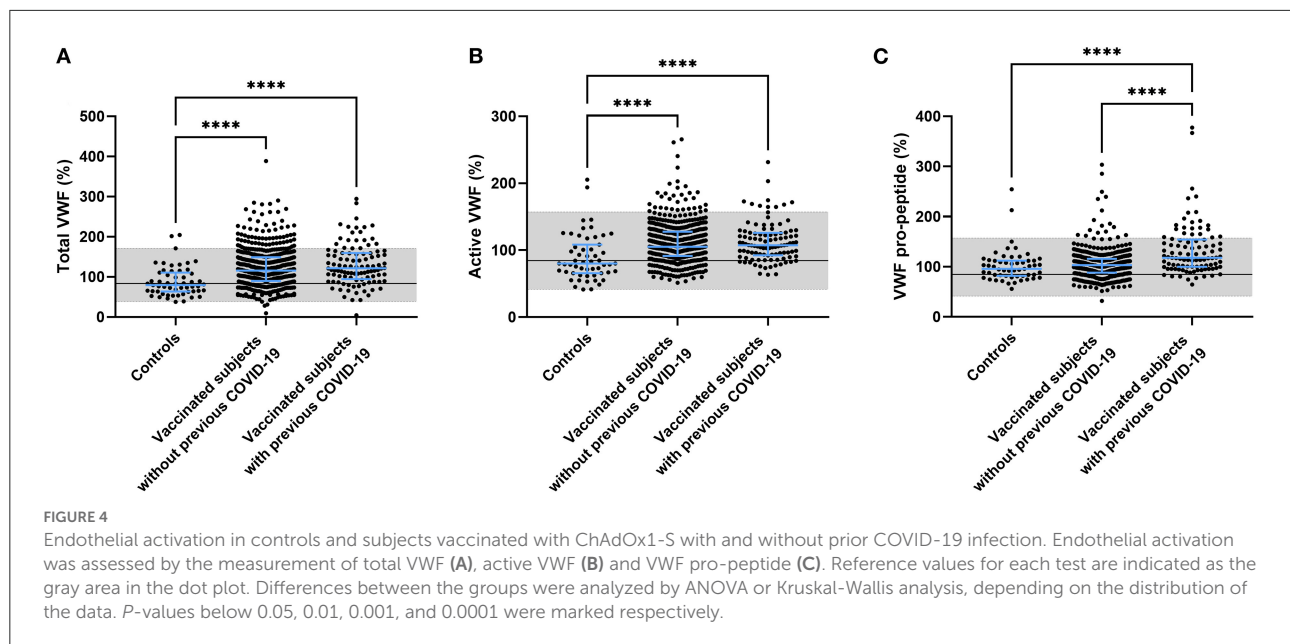 A
B
C
****
****
Total VWF (%)
500
400
300
200
100
0
Controls
Vaccinated subjects
without previous COVID-19
Vaccinated subjects
with previous COVID-19
****
****
Active VWF (%)
300
200
100
0
Controls
Vaccinated subjects
without previous COVID-19
Vaccinated subjects
with previous COVID-19
****
****
VWF pro-peptide (%)
400
300
200
100
0
Controls
Vaccinated subjects
without previous COVID-19
Vaccinated subjects
with previous COVID-19
FIGURE 4
Endothelial activation in controls and subjects vaccinated with ChAdOx1-S with and without prior COVID-19 infection. Endothelial activation
was assessed by the measurement of total VWF (A), active VWF (B) and VWF pro-peptide (C). Reference values for each test are indicated as the
gray area in the dot plot. Differences between the groups were analyzed by ANOVA or Kruskal-Wallis analysis, depending on the distribution of
the data. P-values below 0.05, 0.01, 0.001, and 0.0001 were marked respectively.